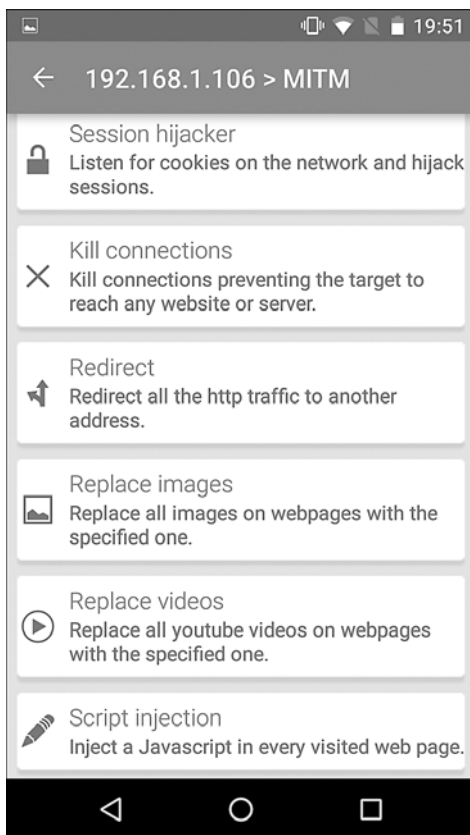 19:51
192.168.1.106 > MITM
Session hijacker
Listen for cookies on the network and hijack
sessions.
Kill connections
Kill connections preventing the target to
reach any website or server.
Redirect
Redirect all the http traffic to another
address.
Replace images
Replace all images on webpages with the
specified one.
Replace videos
Replace all youtube videos on webpages
with the specified one.
Script injection
Inject a Javascript in every visited web page.